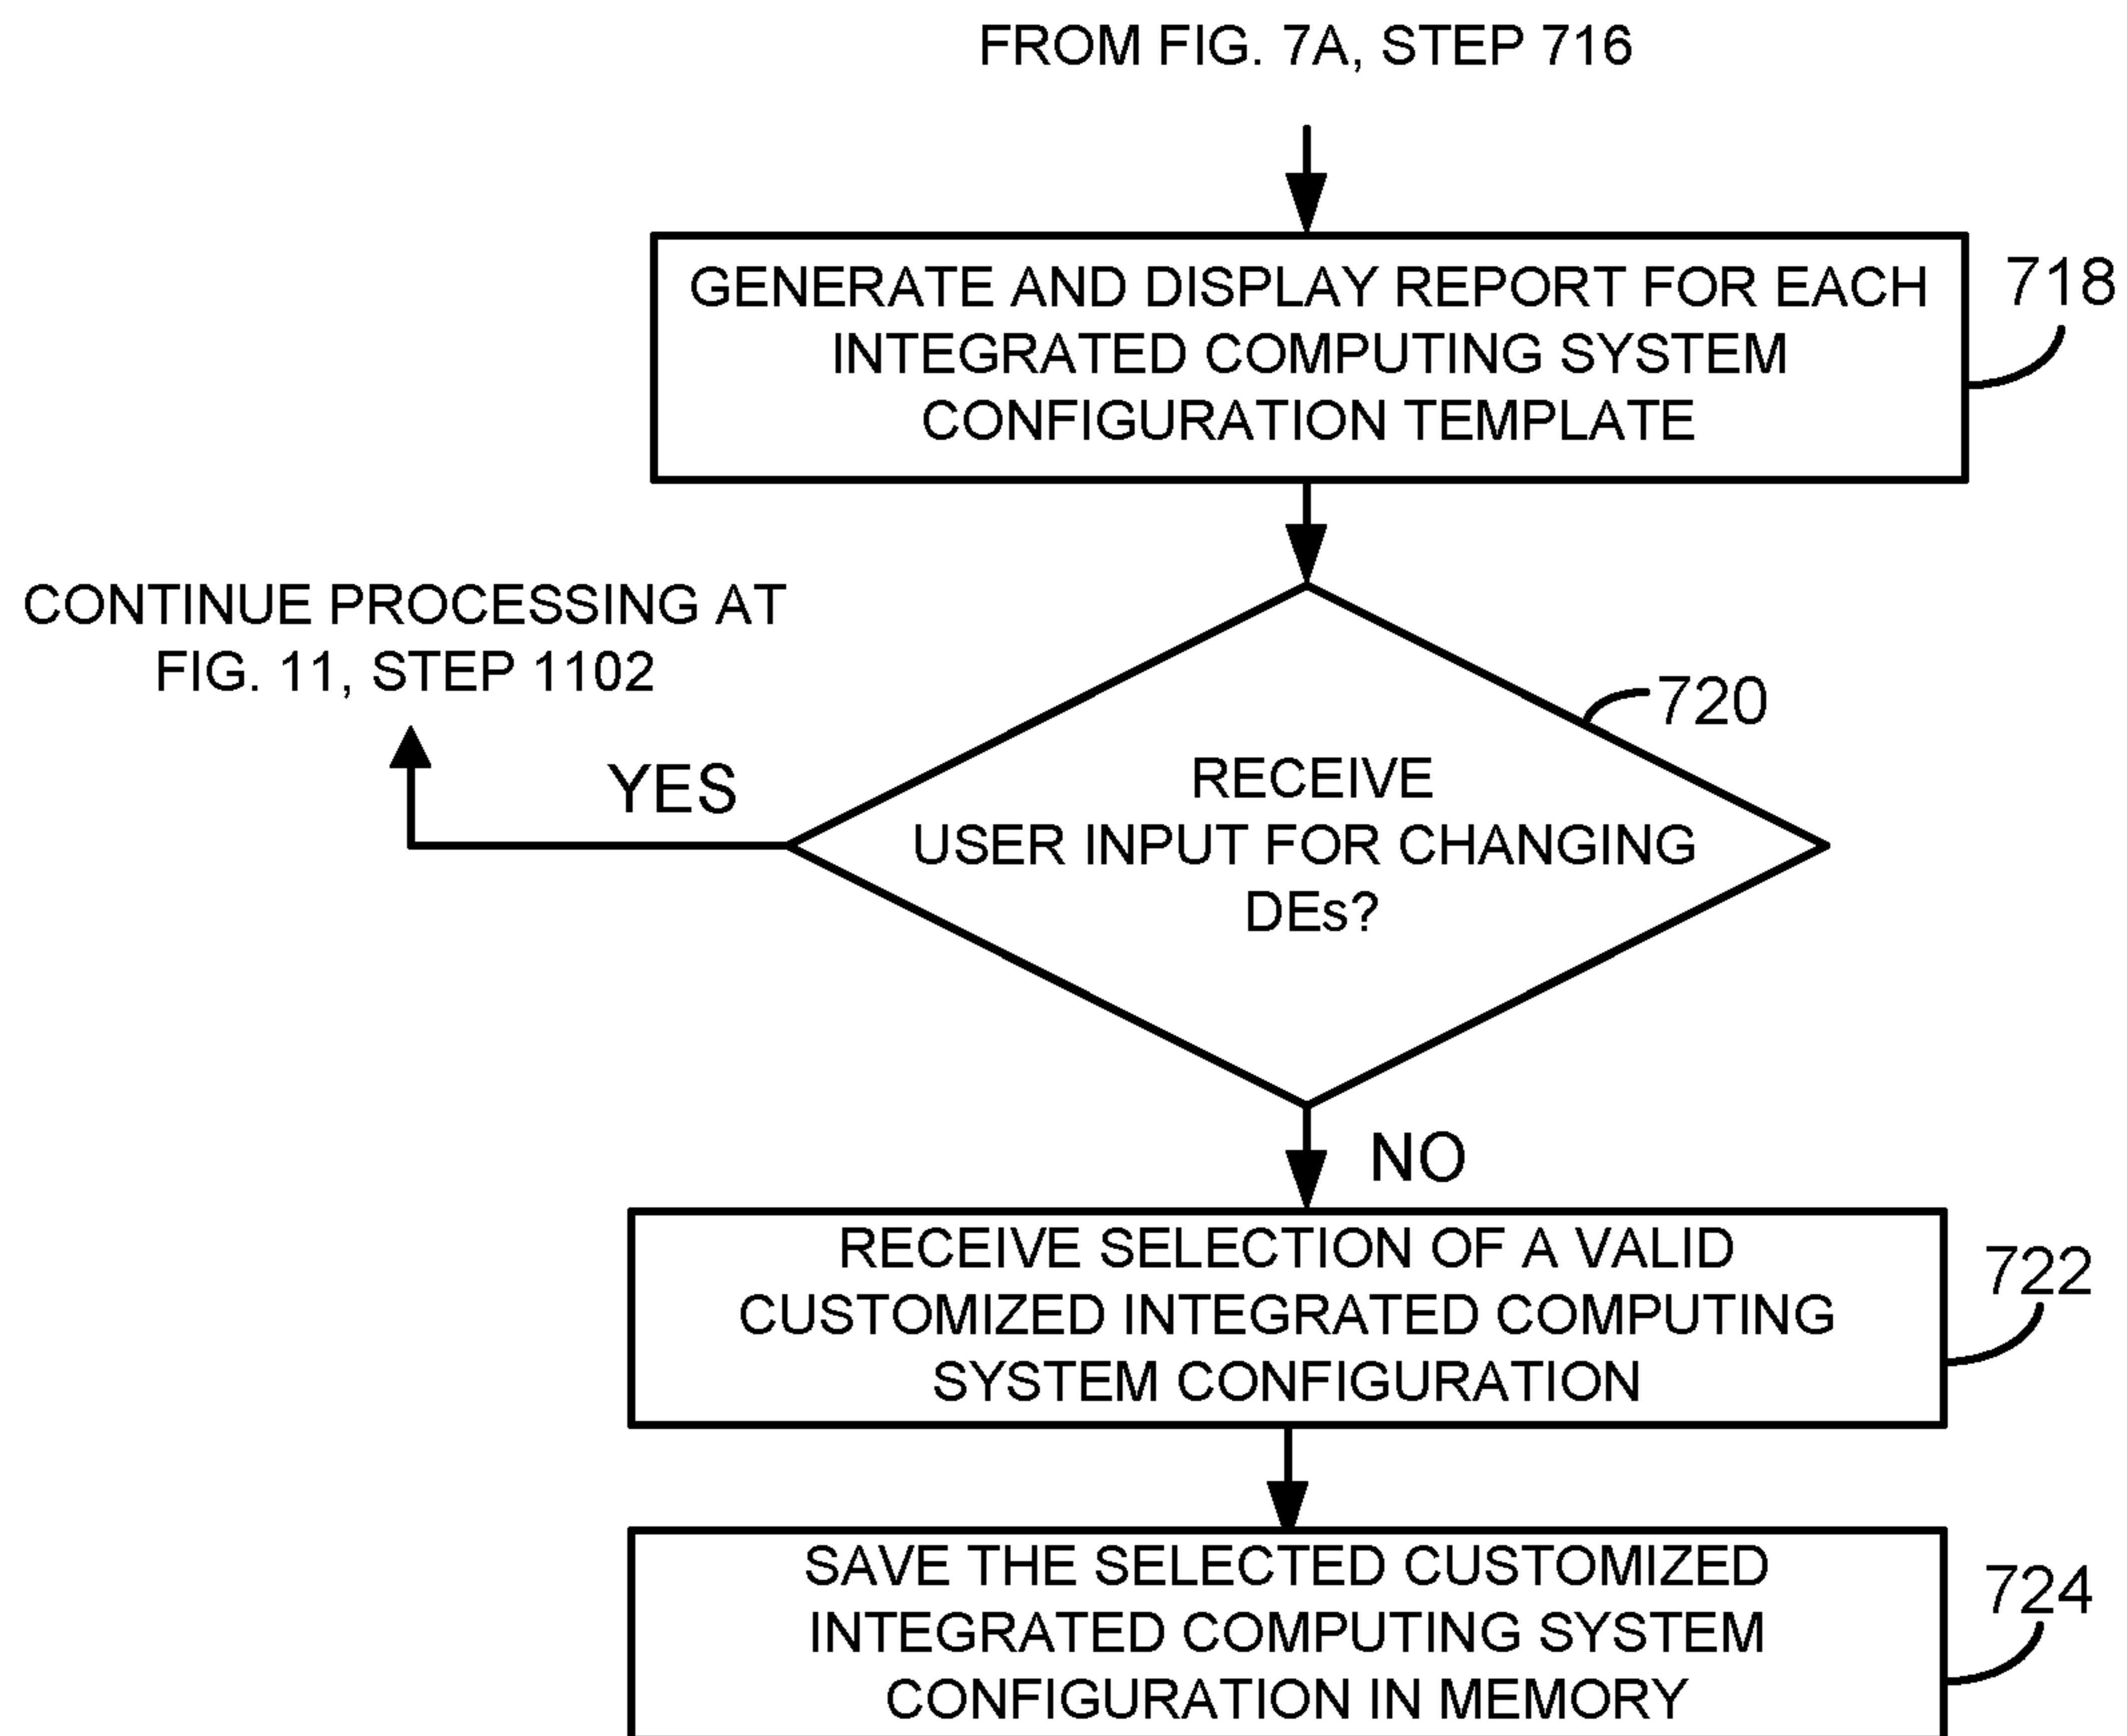 FROM FIG. 7A, STEP 716
GENERATE AND DISPLAY REPORT FOR EACH
INTEGRATED COMPUTING SYSTEM
CONFIGURATION TEMPLATE
718
CONTINUE PROCESSING AT
FIG. 11, STEP 1102
YES
720
RECEIVE
USER INPUT FOR CHANGING
DEs?
NO
RECEIVE SELECTION OF A VALID
CUSTOMIZED INTEGRATED COMPUTING
SYSTEM CONFIGURATION
722
SAVE THE SELECTED CUSTOMIZED
INTEGRATED COMPUTING SYSTEM
CONFIGURATION IN MEMORY
724